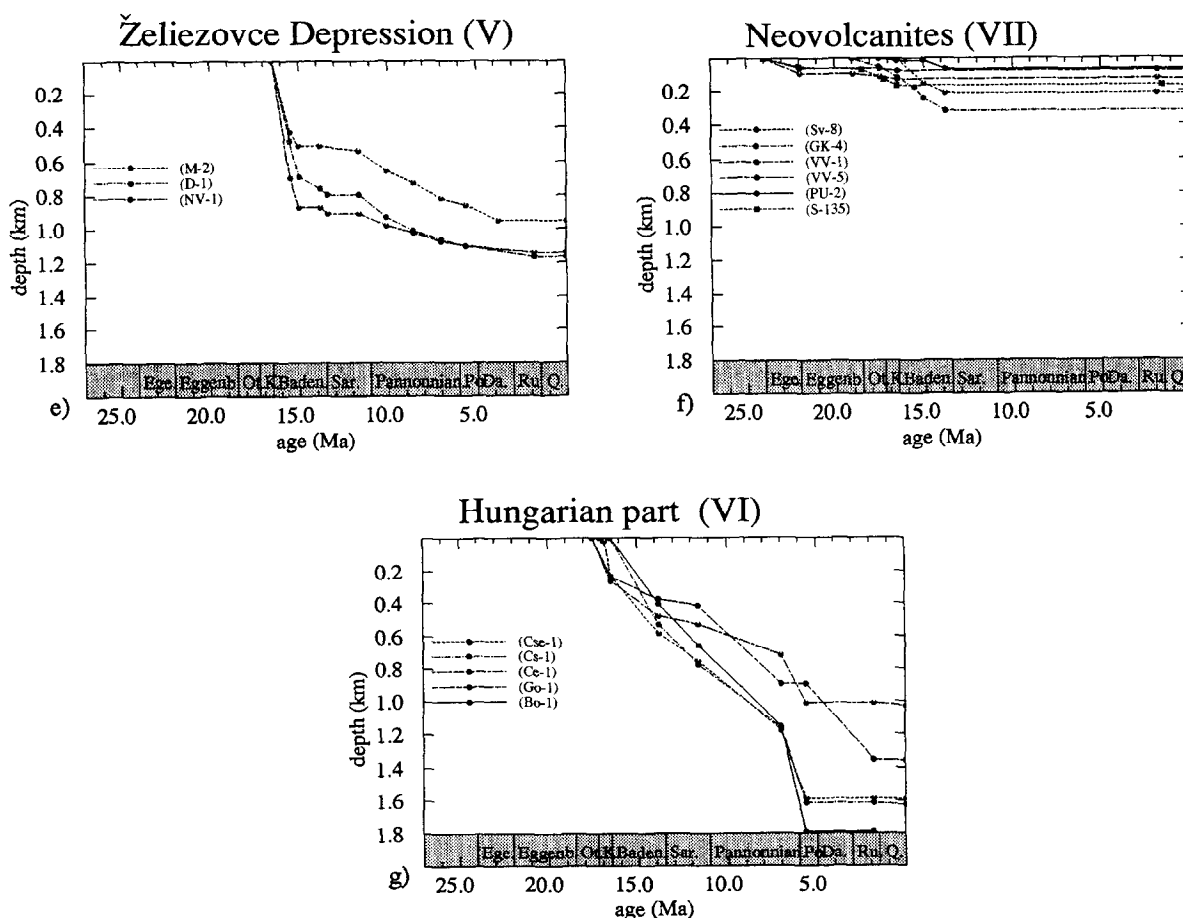 Želiezovce Depression (V)
0.2
0.4
0.6
0.8
1.0
1.2
1.4
1.6
1.8
depth (km)
(M-2)
(D-1)
(NV-1)
Ege. Eggenb. Ot. K. Baden. Sar. Pannonnian Po Da. Ru. Q.
e)
25.0 20.0 15.0 10.0 5.0
age (Ma)
Neovolcanites (VII)
0.2
0.4
0.6
0.8
1.0
1.2
1.4
1.6
1.8
depth (km)
(Sv-8)
(GK-4)
(VV-1)
(VV-5)
(PU-2)
(S-135)
Ege. Eggenb. Ot. K. Baden. Sar. Pannonnian Po Da. Ru. Q.
f)
25.0 20.0 15.0 10.0 5.0
age (Ma)
Hungarian part (VI)
0.2
0.4
0.6
0.8
1.0
1.2
1.4
1.6
1.8
depth (km)
(Cse-1)
(Cs-1)
(Ce-1)
(Go-1)
(Bo-1)
Ege. Eggenb. Ot. K. Baden. Sar. Pannonnian Po Da. Ru. Q.
g)
25.0 20.0 15.0 10.0 5.0
age (Ma)